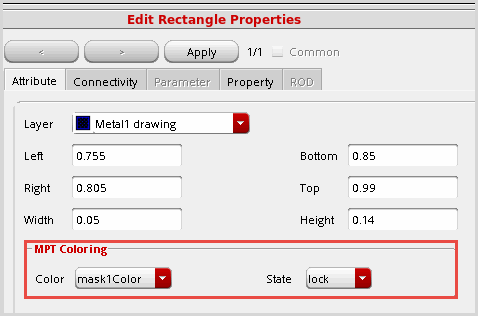 Edit Rectangle Properties
< > Apply 1/1 Common
Attribute Connectivity Parameter Property ROD
Layer Metal1 drawing
Left 0.755 Bottom 0.85
Right 0.805 Top 0.99
Width 0.05 Height 0.14
MPT Coloring
Color mask1Color State lock